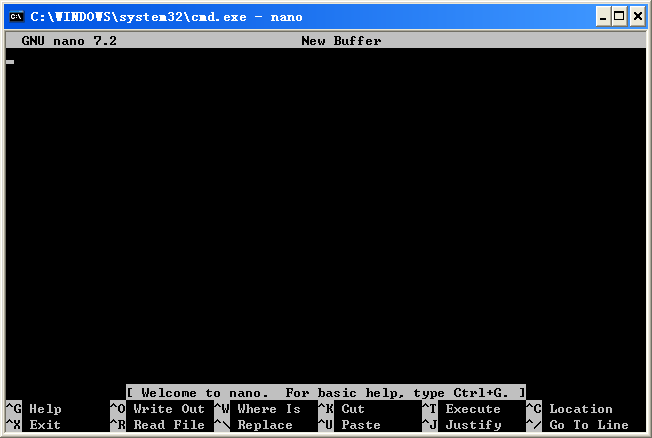 C:\WINDOWS\system32\cmd.exe - nano
GNU nano 7.2 New Buffer
[ Welcome to nano.  For basic help, type Ctrl+G. ]
^G Help ^O Write Out ^W Where Is ^K Cut ^T Execute ^C Location
^X Exit ^R Read File ^\ Replace ^U Paste ^J Justify ^/ Go To Line